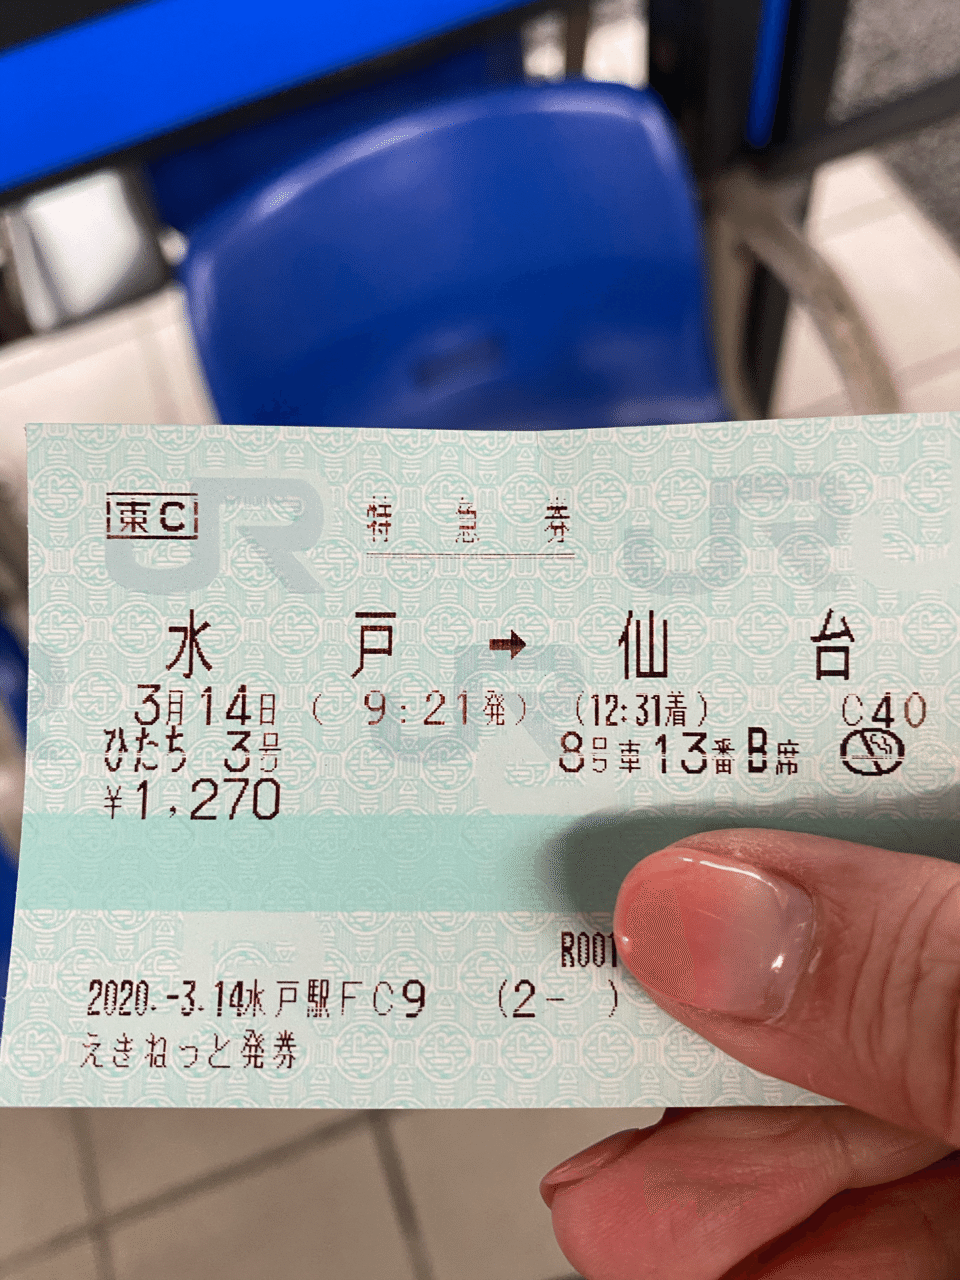 東C 特急券
水戸→仙台
3月14日 ( 9:21発) (12:31着) C40
ひたち 3号 8号車13番B席
¥1,270
R001
2020.-3.14水戸駅FC9 (2- )
えきねっと発券